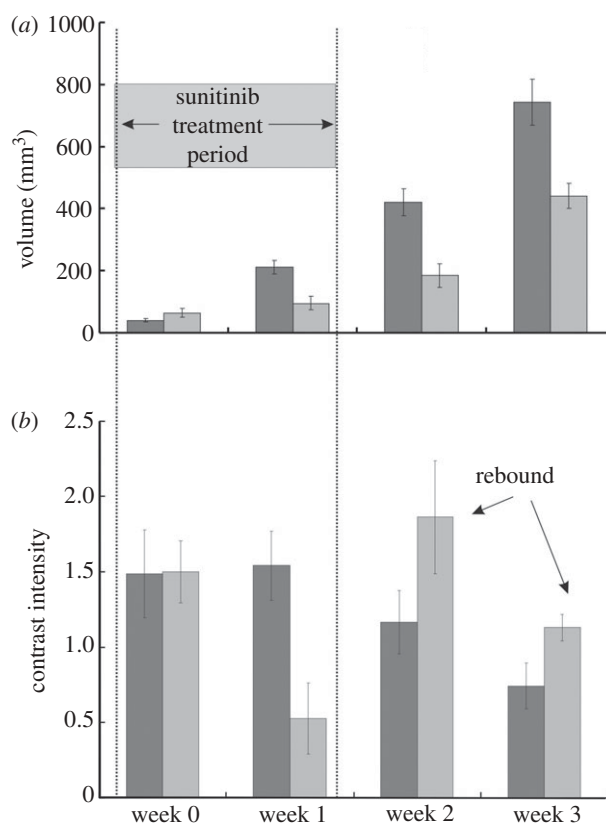 (a)
1000
800
600
400
200
0
volume (mm³)
sunitinib
treatment
period
(b)
2.5
2.0
1.5
1.0
0.5
0
contrast intensity
rebound
week 0 week 1 week 2 week 3